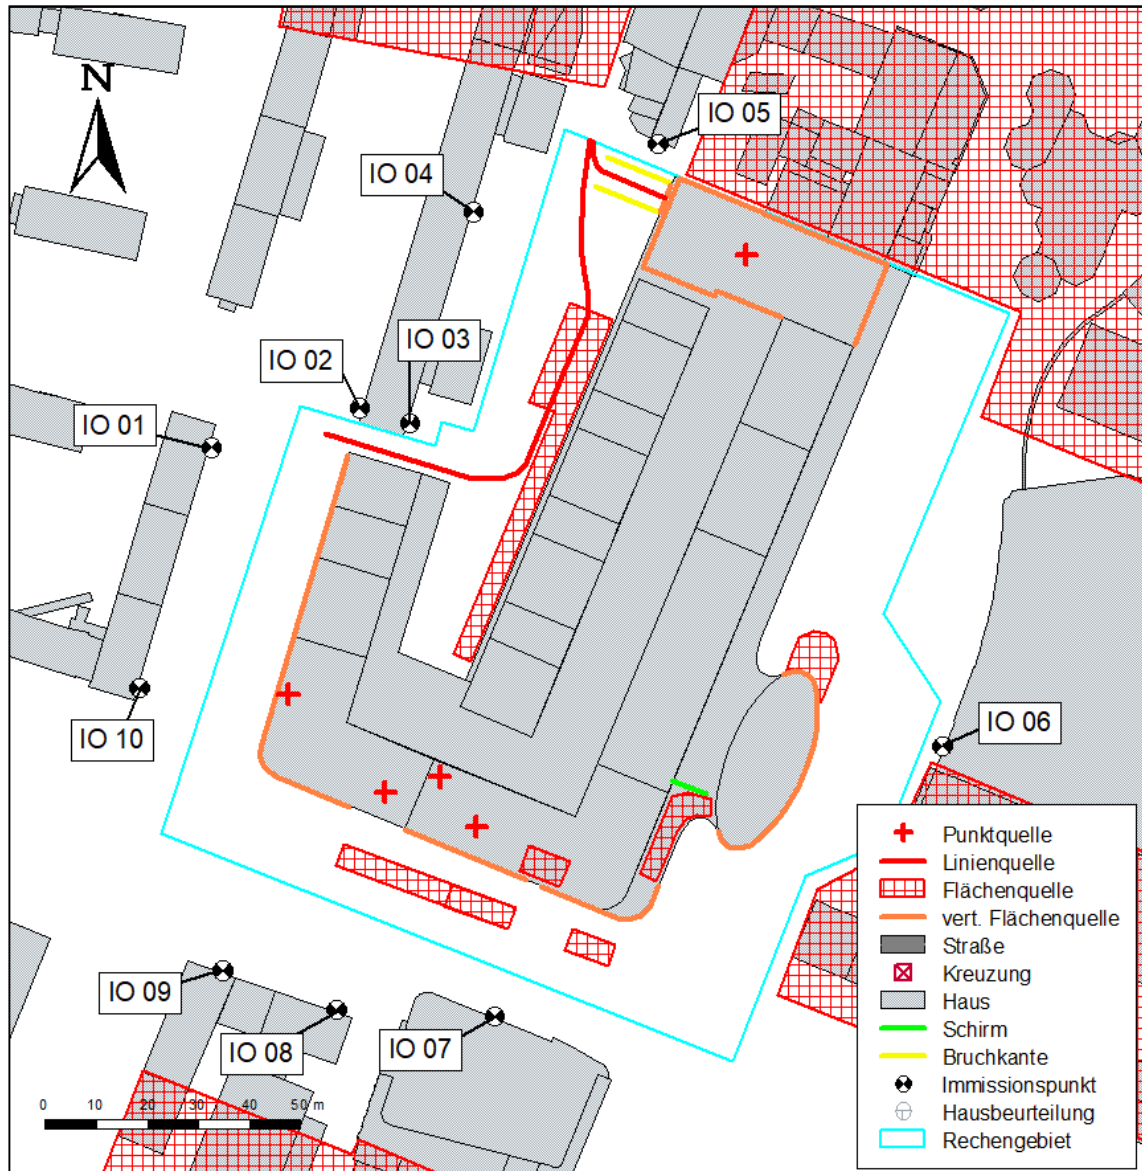 N
IO 05
IO 04
IO 03
IO 02
IO 01
IO 06
IO 10
IO 09
IO 08
IO 07
0 10 20 30 40 50 m
Punktquelle
Linienquelle
Flächenquelle
vert. Flächenquelle
Straße
Kreuzung
Haus
Schirm
Bruchkante
Immissionspunkt
Hausbeurteilung
Rechengebiet